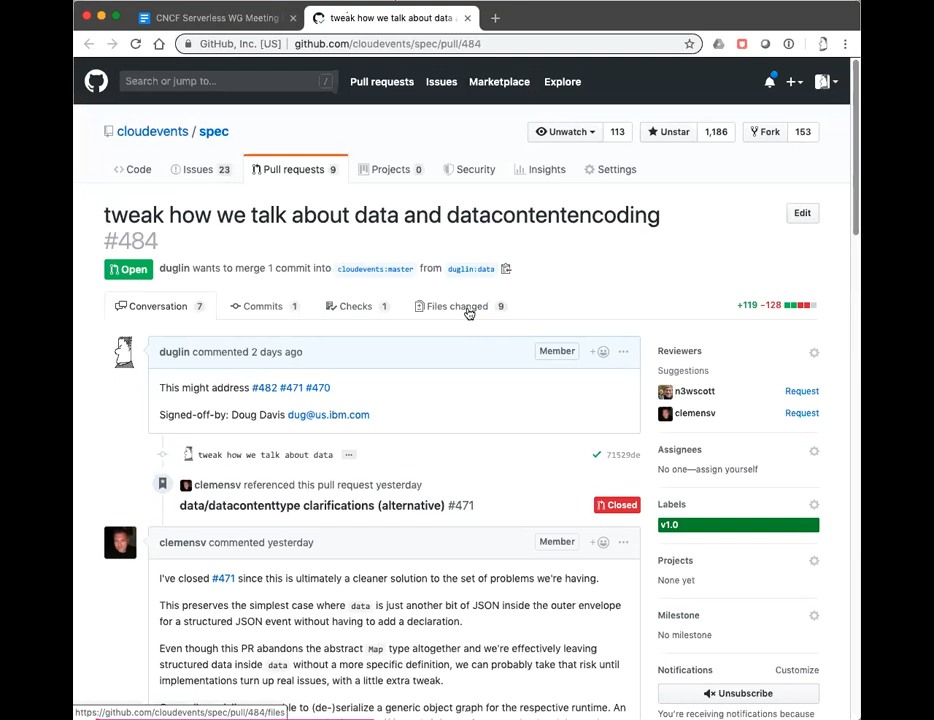 CNCF Serverless WG Meeting
tweak how we talk about data
GitHub, Inc. [US] | github.com/cloudevents/spec/pull/484
Search or jump to...
/
Pull requests
Issues
Marketplace
Explore
cloudevents / spec
Unwatch
113
Unstar
1,186
Fork
153
Code
Issues 23
Pull requests 9
Projects 0
Security
Insights
Settings
tweak how we talk about data and datacontentencoding
#484
Edit
Open
duglin wants to merge 1 commit into cloudevents:master from duglin:data
Conversation 7
Commits 1
Checks 1
Files changed 9
+119 −128
duglin commented 2 days ago
Member
This might address #482 #471 #470
Signed-off-by: Doug Davis dug@us.ibm.com
tweak how we talk about data ...
71529de
clemensv referenced this pull request yesterday
data/datacontenttype clarifications (alternative) #471
Closed
clemensv commented yesterday
Member
I've closed #471 since this is ultimately a cleaner solution to the set of problems we're having.
This preserves the simplest case where data is just another bit of JSON inside the outer envelope
for a structured JSON event without having to add a declaration.
Even though this PR abandons the abstract Map type altogether and we're effectively leaving
structured data inside data without a more specific definition, we can probably take that risk until
implementations turn up real issues, with a little extra tweak.
ble to (de-)serialize a generic object graph for the respective runtime. An
Reviewers
Suggestions
n3wscott
Request
clemensv
Request
Assignees
No one—assign yourself
Labels
v1.0
Projects
None yet
Milestone
No milestone
Notifications
Customize
Unsubscribe
You're receiving notifications because
https://github.com/cloudevents/spec/pull/484/files